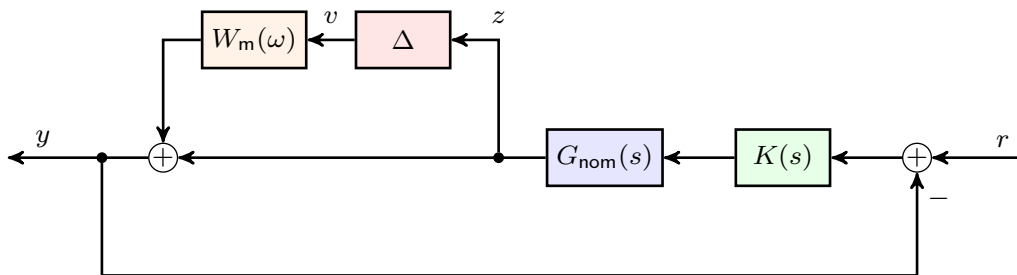 v z
W_m(ω) Δ
y + G_nom(s) K(s) + r
−